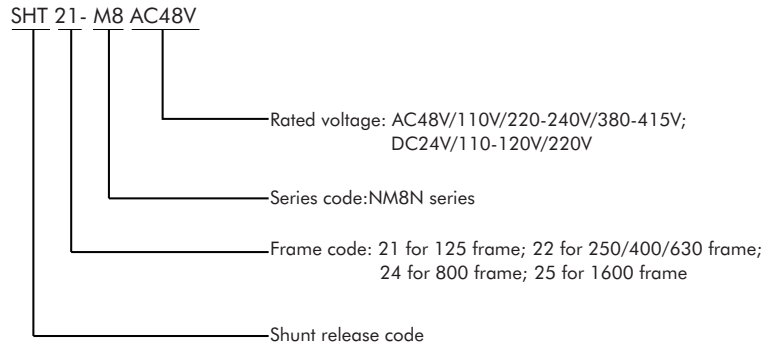 SHT 21- M8 AC48V
Rated voltage: AC48V/110V/220-240V/380-415V;
DC24V/110-120V/220V
Series code:NM8N series
Frame code: 21 for 125 frame; 22 for 250/400/630 frame;
24 for 800 frame; 25 for 1600 frame
Shunt release code